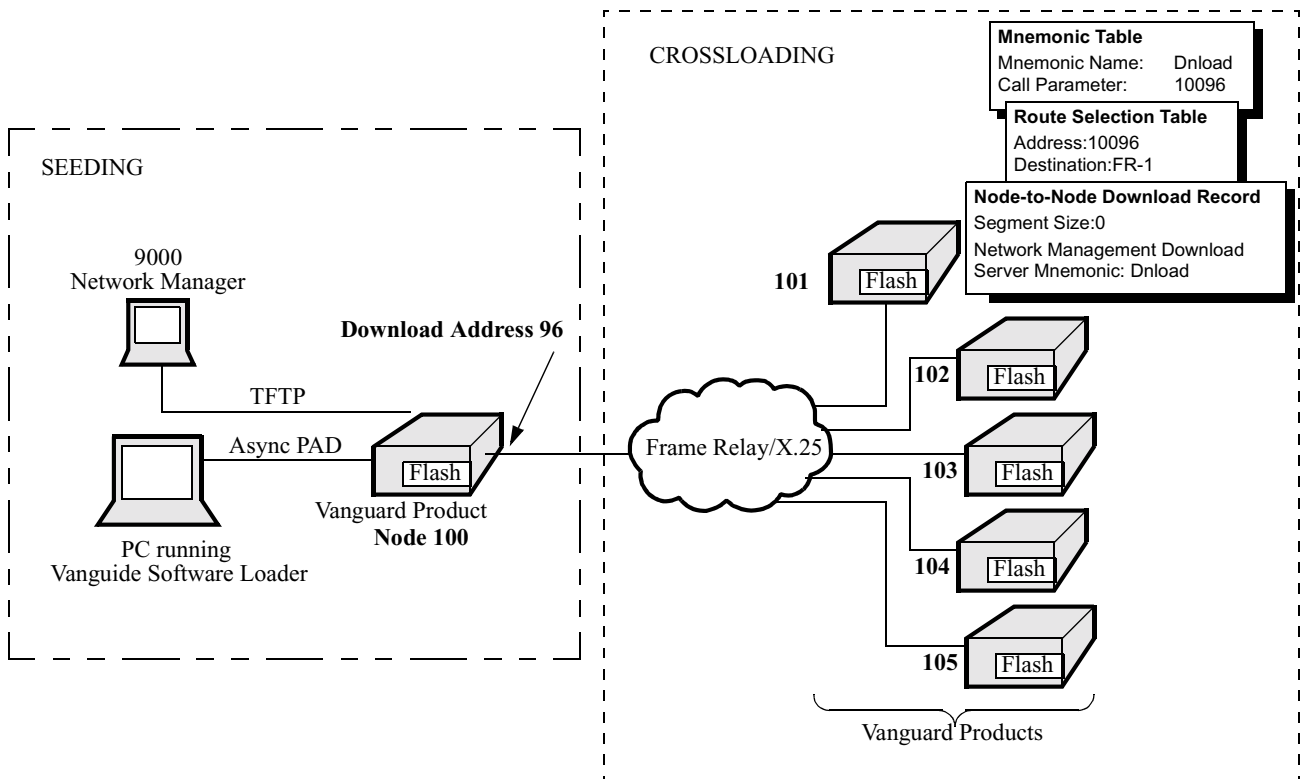 SEEDING
9000
Network Manager
TFTP
Async PAD
PC running
Vanguide Software Loader
Download Address 96
Flash
Vanguard Product
Node 100
CROSSLOADING
Mnemonic Table
Mnemonic Name: Dnload
Call Parameter: 10096
Route Selection Table
Address:10096
Destination:FR-1
Node-to-Node Download Record
Segment Size:0
Network Management Download
Server Mnemonic: Dnload
Frame Relay/X.25
101
Flash
102
Flash
103
Flash
104
Flash
105
Flash
Vanguard Products